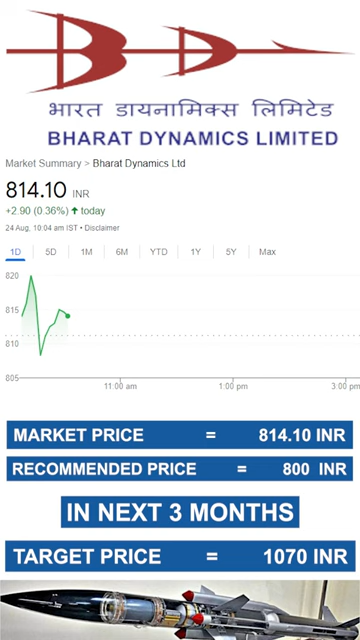 भारत डायनामिक्स लिमिटेड
BHARAT DYNAMICS LIMITED
Market Summary > Bharat Dynamics Ltd
814.10 INR
+2.90 (0.36%) ↑ today
24 Aug, 10:04 am IST • Disclaimer
1D 5D 1M 6M YTD 1Y 5Y Max
820
815
810
805
11:00 am 1:00 pm 3:00 pm
MARKET PRICE = 814.10 INR
RECOMMENDED PRICE = 800 INR
IN NEXT 3 MONTHS
TARGET PRICE = 1070 INR